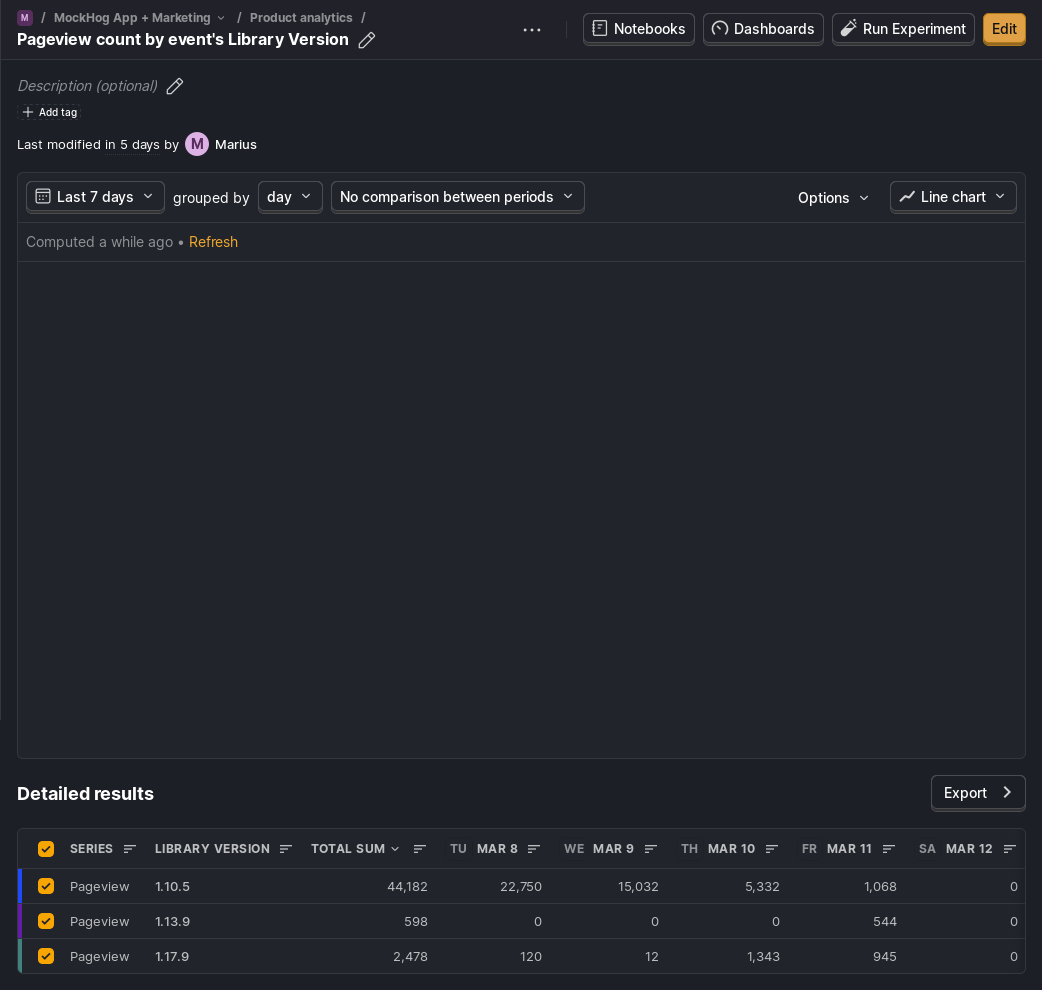 M / MockHog App + Marketing / Product analytics /
Pageview count by event's Library Version
Notebooks Dashboards Run Experiment Edit
Description (optional)
Add tag
Last modified in 5 days by M Marius
Last 7 days grouped by day No comparison between periods Options Line chart
Computed a while ago • Refresh
Detailed results
Export
SERIES LIBRARY VERSION TOTAL SUM TU MAR 8 WE MAR 9 TH MAR 10 FR MAR 11 SA MAR 12
Pageview 1.10.5 44,182 22,750 15,032 5,332 1,068 0
Pageview 1.13.9 598 0 0 0 544 0
Pageview 1.17.9 2,478 120 12 1,343 945 0